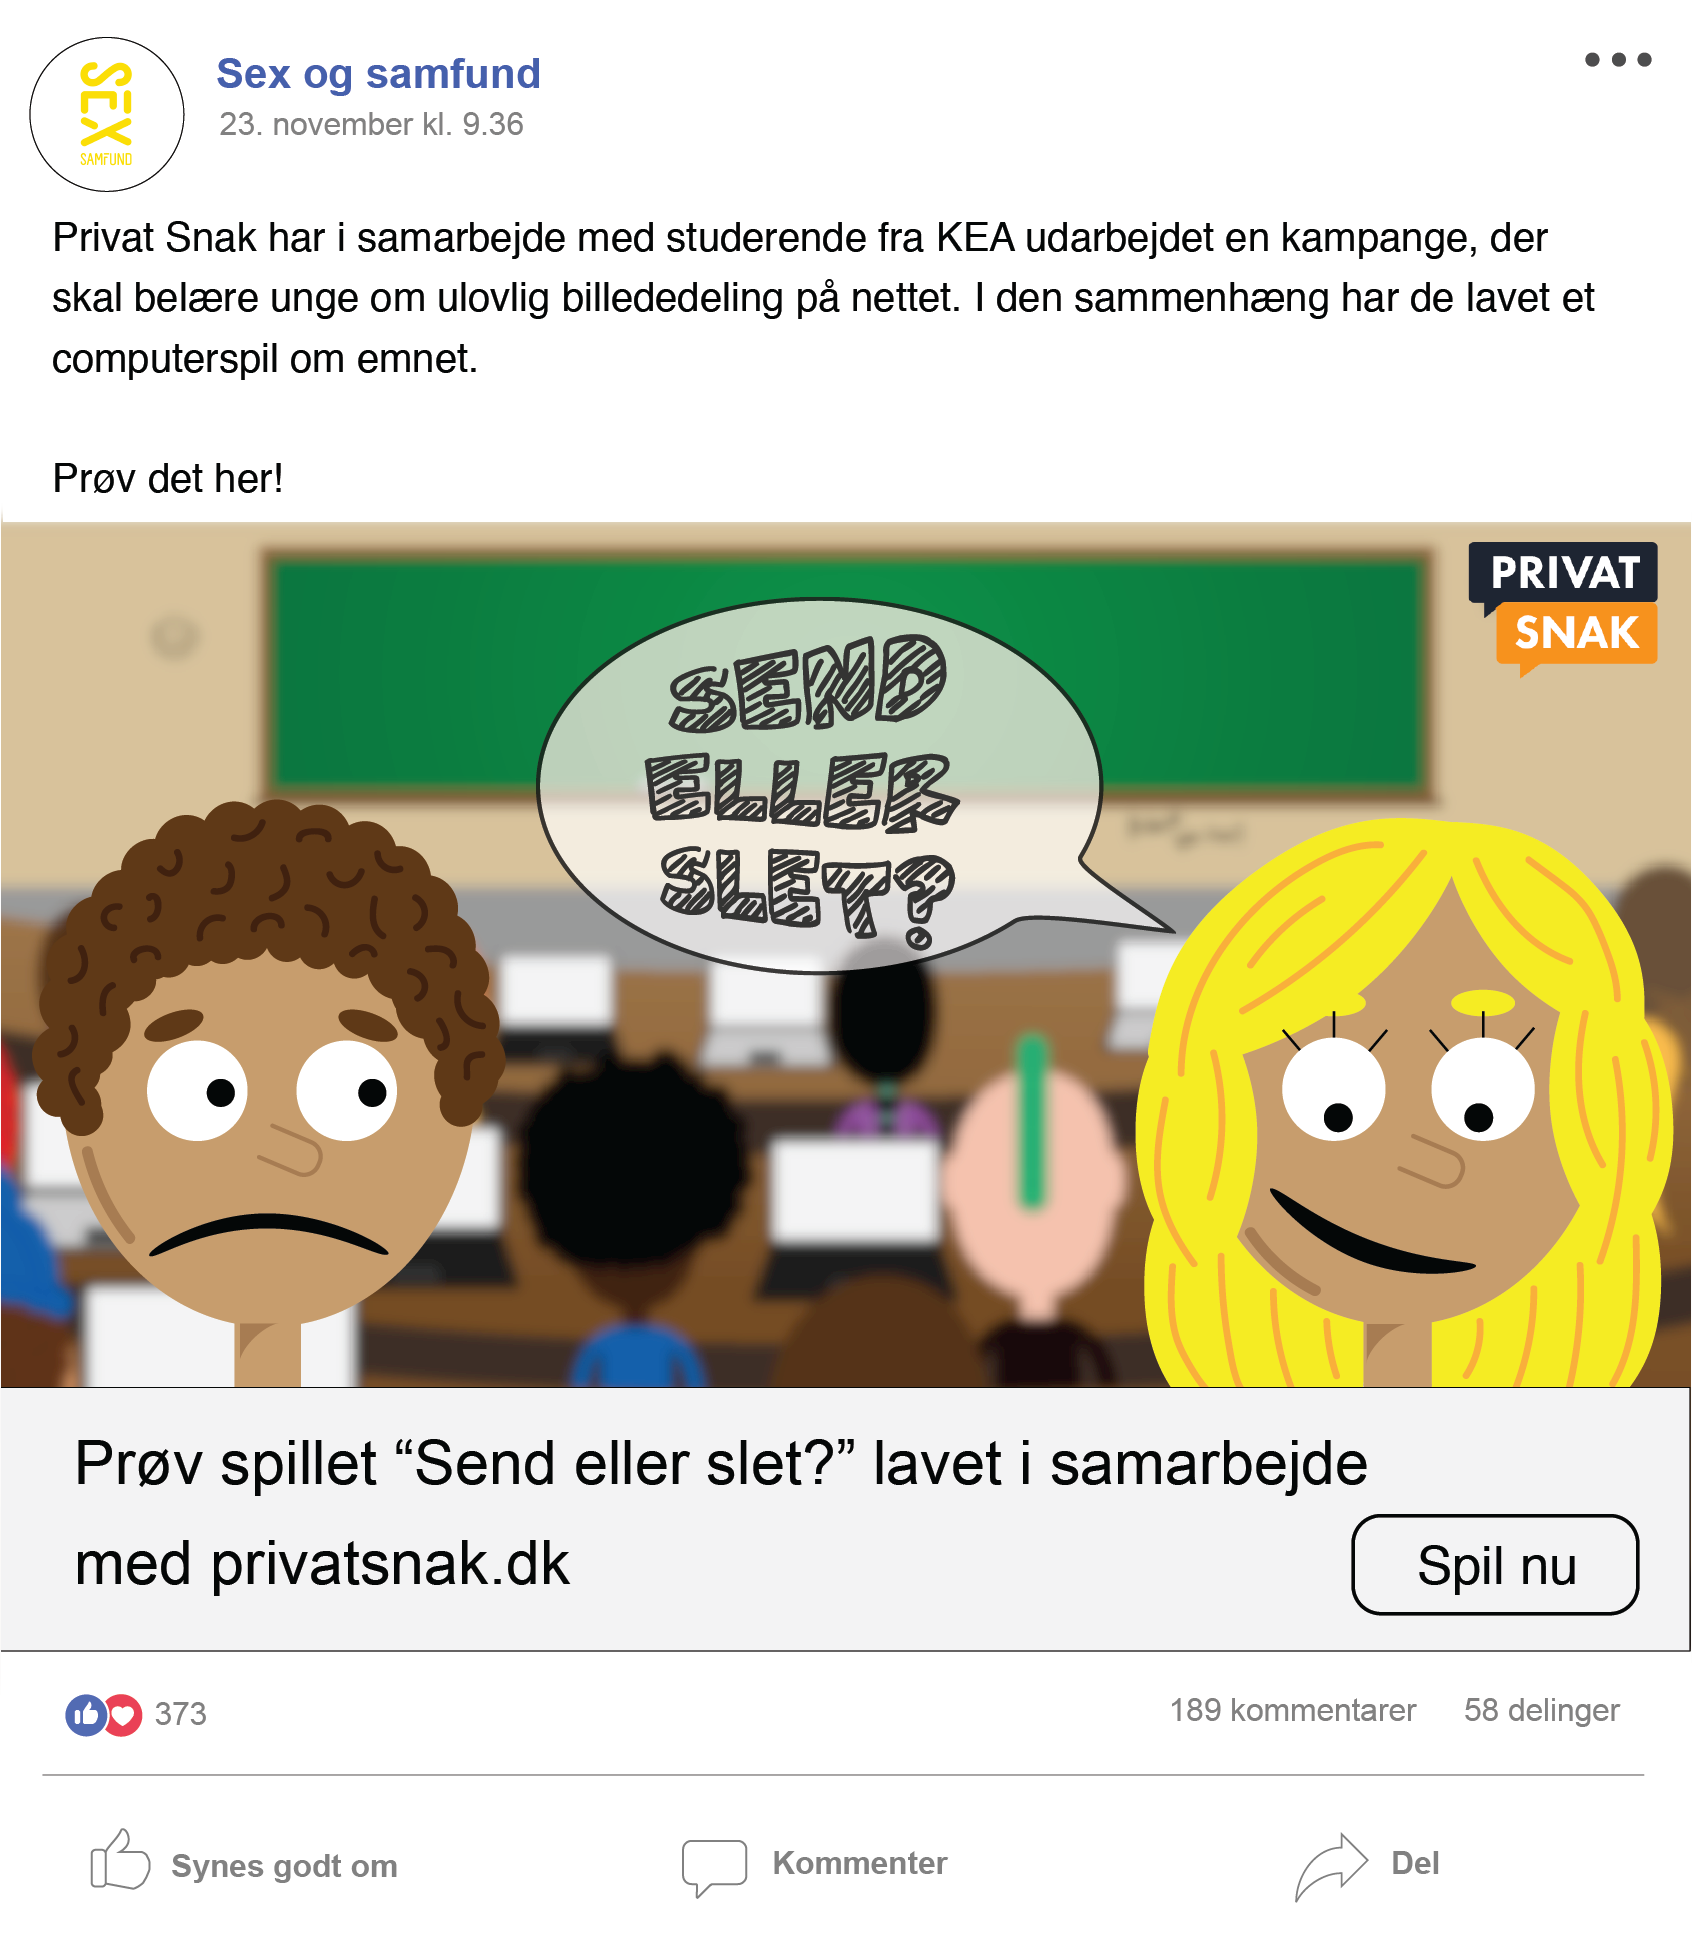 SEX
SAMFUND
Sex og samfund
23. november kl. 9.36
Privat Snak har i samarbejde med studerende fra KEA udarbejdet en kampange, der
skal belære unge om ulovlig billededeling på nettet. I den sammenhæng har de lavet et
computerspil om emnet.
Prøv det her!
PRIVAT
SNAK
SEND
ELLER
SLET?
Prøv spillet “Send eller slet?” lavet i samarbejde
med privatsnak.dk
Spil nu
373
189 kommentarer
58 delinger
Synes godt om
Kommenter
Del